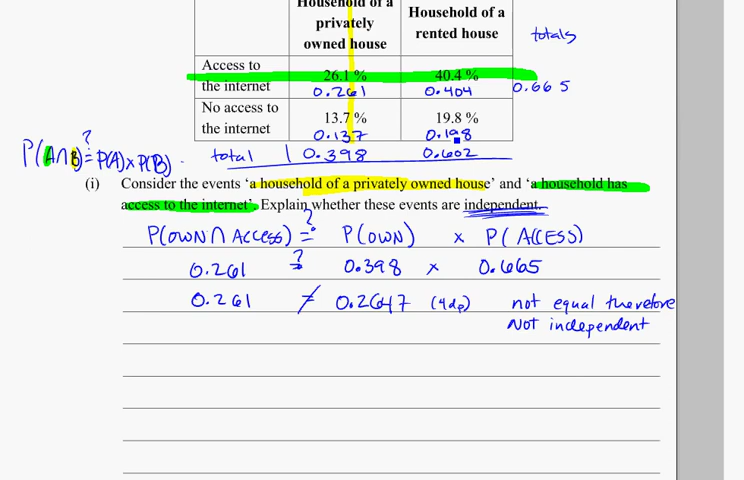 Household of a
privately
owned house
Household of a
rented house
totals
Access to
the internet
26.1 %
0.261
40.4 %
0.404
0.665
No access to
the internet
13.7 %
0.137
19.8 %
0.198
total
0.398
0.602
P(A∩B) ?= P(A) x P(B)
(i) Consider the events 'a household of a privately owned house' and 'a household has
access to the internet'. Explain whether these events are independent.
P(OWN ∩ ACCESS) ?= P(OWN) x P(ACCESS)
0.261 ?= 0.398 x 0.665
0.261 ≠ 0.2647 (4dp) not equal therefore
Not independent